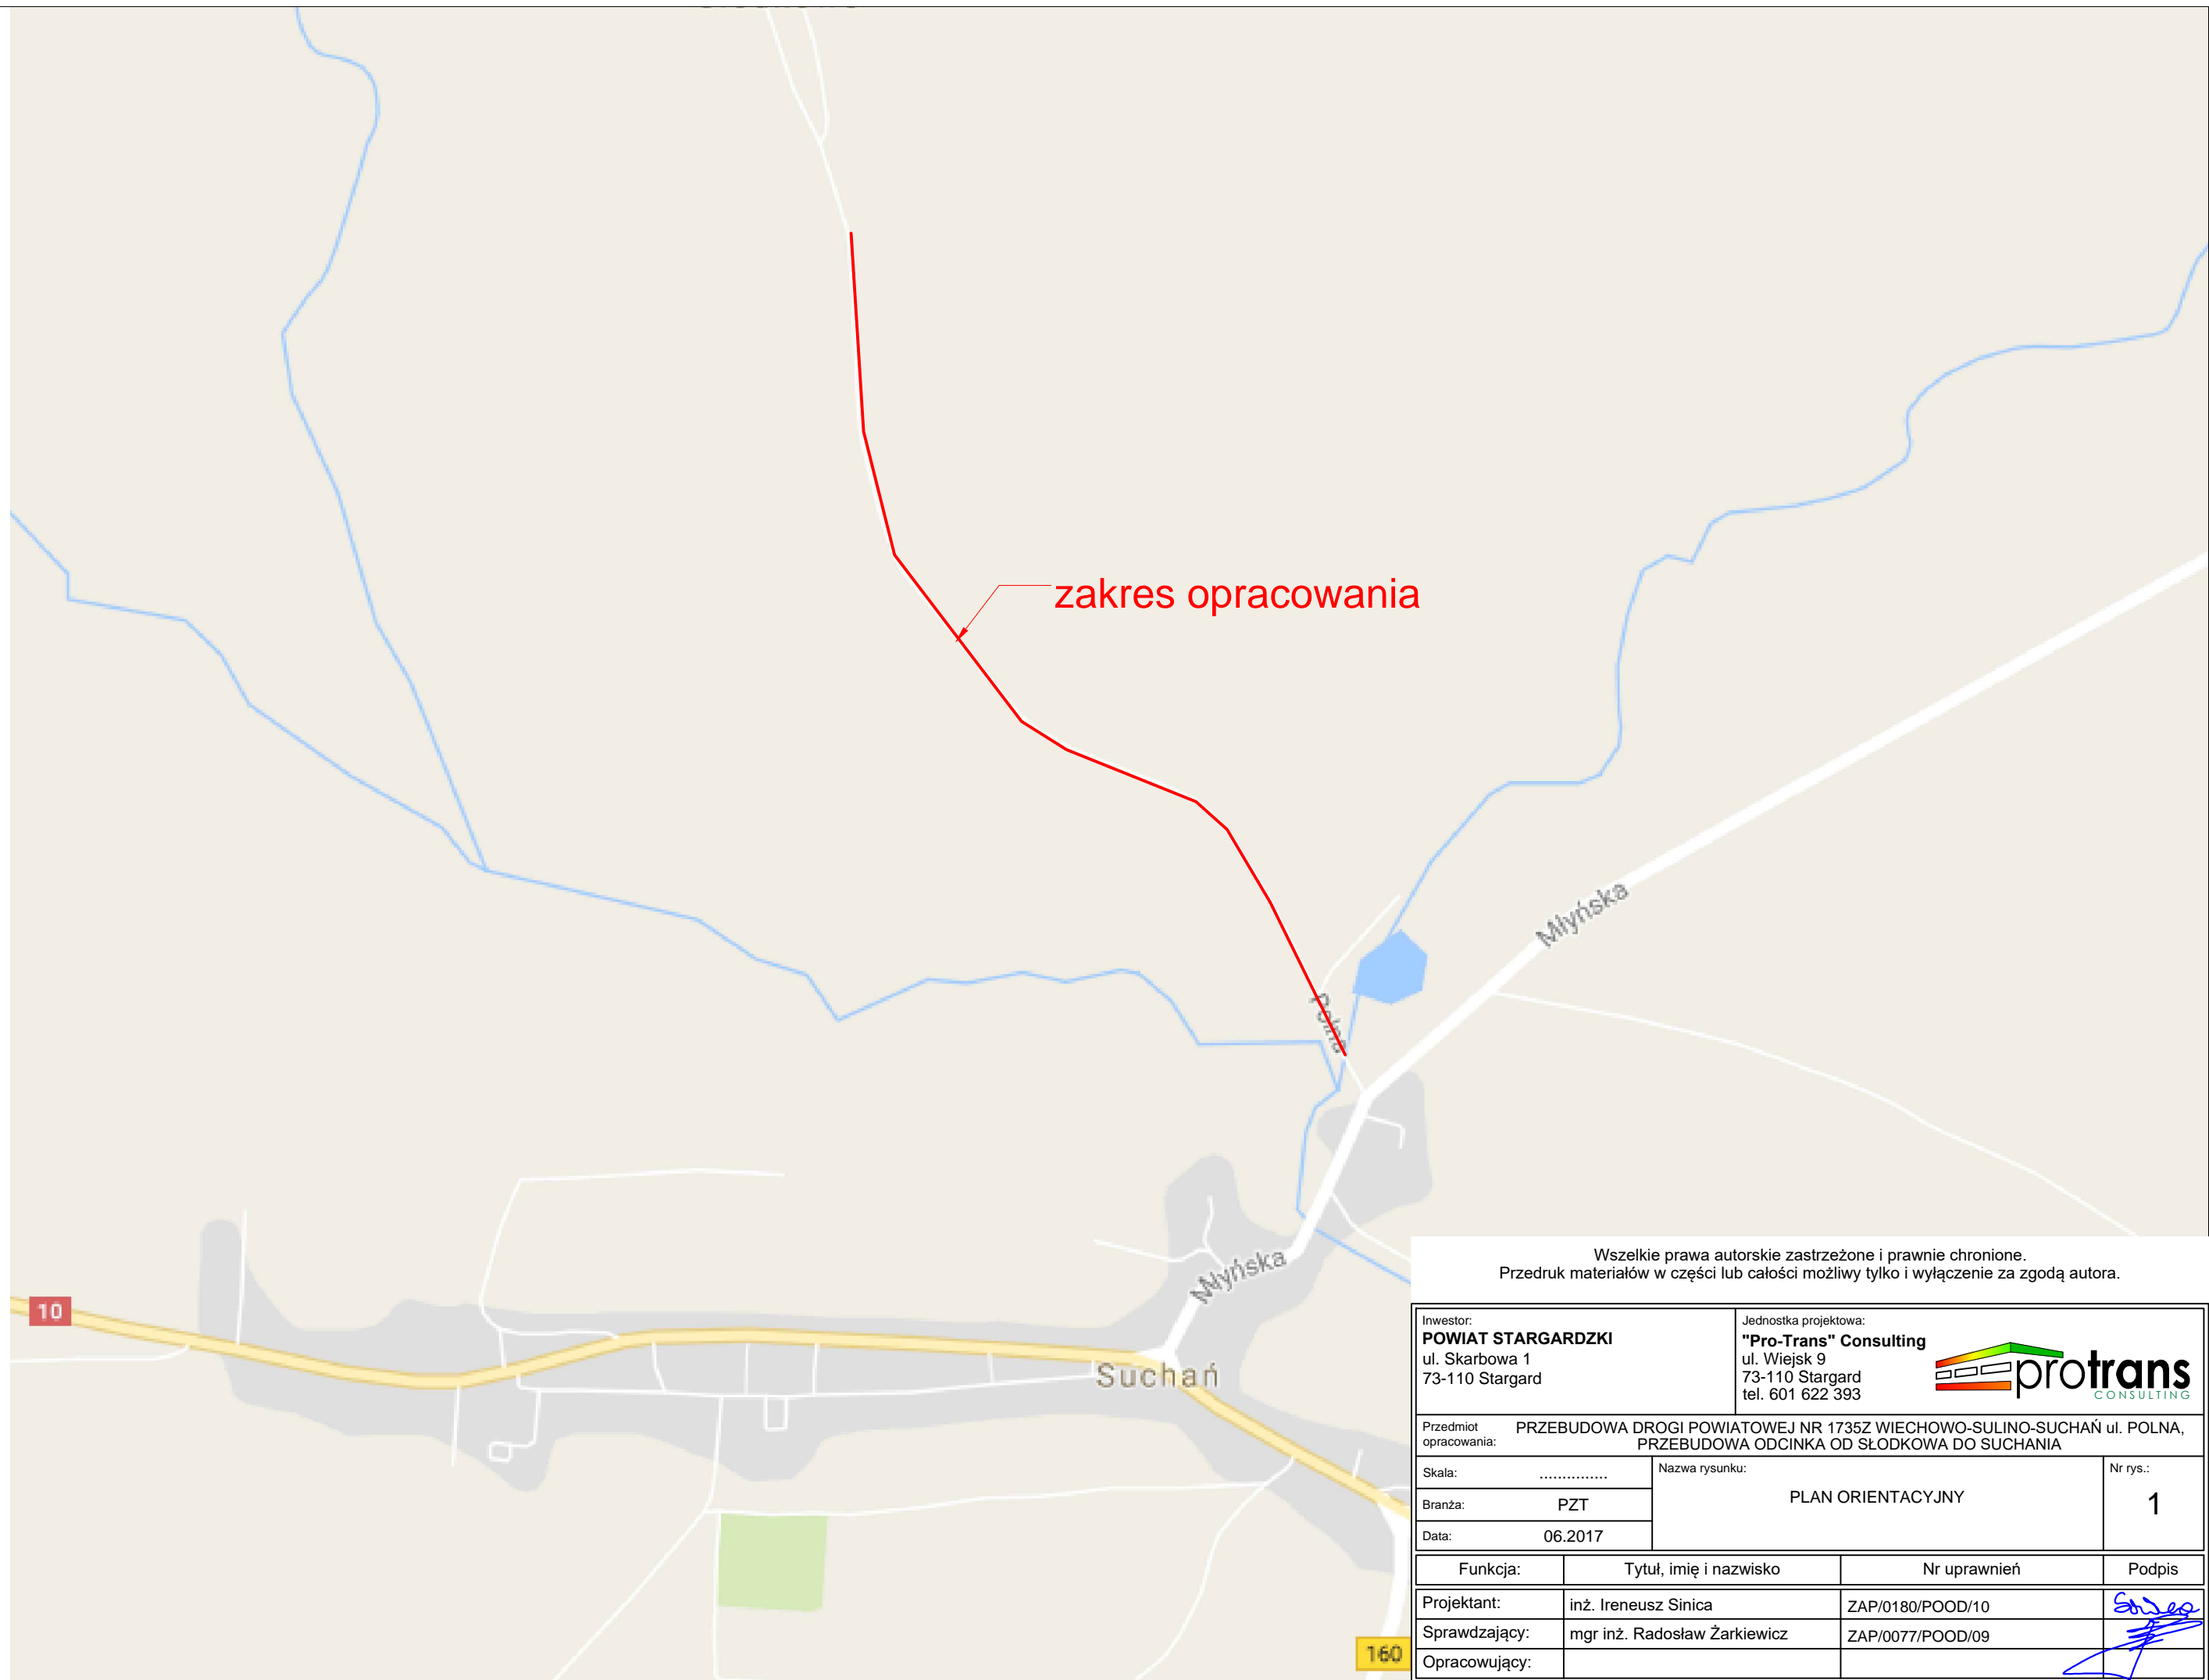 zakres opracowania
Młyńska
Polna
Młyńska
10
Suchań
160
Wszelkie prawa autorskie zastrzeżone i prawnie chronione.
Przedruk materiałów w części lub całości możliwy tylko i wyłączenie za zgodą autora.
Inwestor:
POWIAT STARGARDZKI
ul. Skarbowa 1
73-110 Stargard
Jednostka projektowa:
"Pro-Trans" Consulting
ul. Wiejsk 9
73-110 Stargard
tel. 601 622 393
protrans
CONSULTING
Przedmiot opracowania:
PRZEBUDOWA DROGI POWIATOWEJ NR 1735Z WIECHOWO-SULINO-SUCHAŃ ul. POLNA,
PRZEBUDOWA ODCINKA OD SŁODKOWA DO SUCHANIA
Skala: ...............
Branża: PZT
Data: 06.2017
Nazwa rysunku:
PLAN ORIENTACYJNY
Nr rys.:
1
Funkcja: Tytuł, imię i nazwisko Nr uprawnień Podpis
Projektant: inż. Ireneusz Sinica ZAP/0180/POOD/10
Sprawdzający: mgr inż. Radosław Żarkiewicz ZAP/0077/POOD/09
Opracowujący: